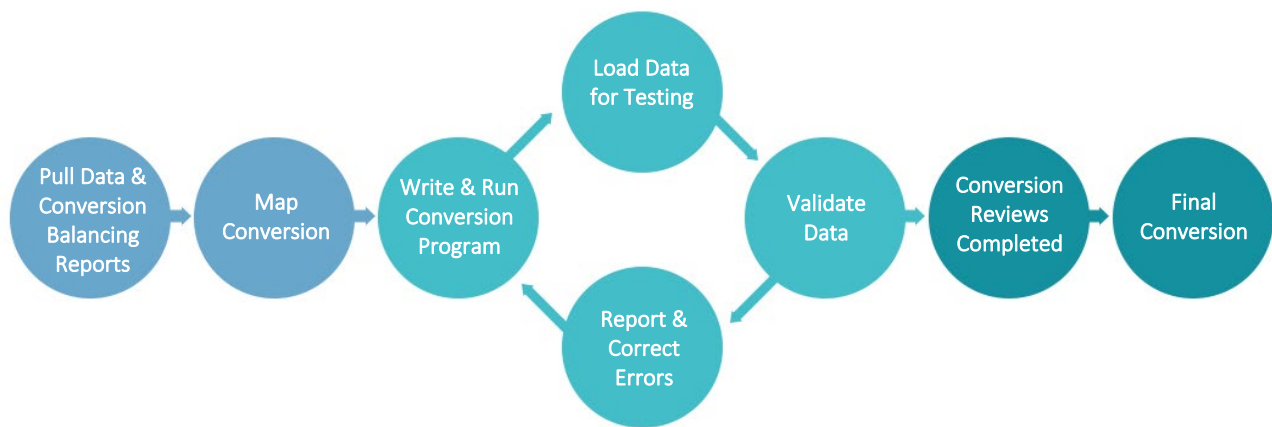 Pull Data &
Conversion
Balancing
Reports
Map
Conversion
Write & Run
Conversion
Program
Load Data
for Testing
Validate
Data
Report &
Correct
Errors
Conversion
Reviews
Completed
Final
Conversion